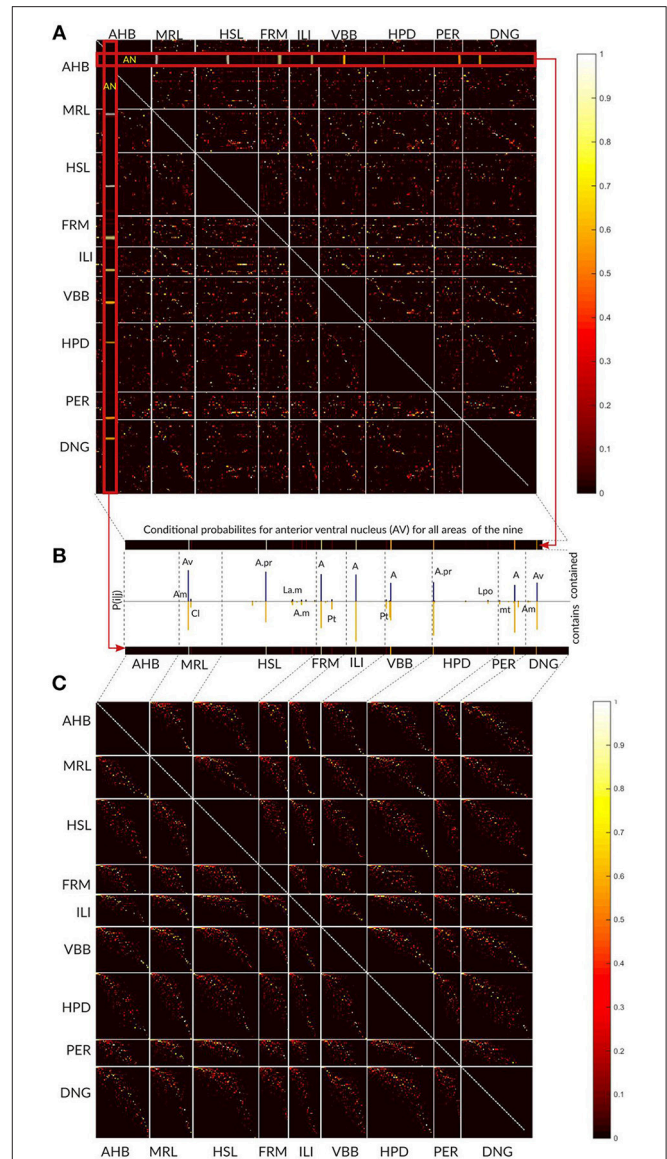 A
AHB MRL HSL FRM ILI VBB HPD PER DNG
AN
AHB
AN
MRL
HSL
FRM
ILI
VBB
HPD
PER
DNG
1
0.9
0.8
0.7
0.6
0.5
0.4
0.3
0.2
0.1
0
Conditional probabilites for anterior ventral nucleus (AV) for all areas of the nine
B
P(i|j)
contains contained
Av A.pr A A A A.pr A Av
Am La.m Lpo
Cl A.m Pt Pt mt Am
AHB MRL HSL FRM ILI VBB HPD PER DNG
C
AHB
MRL
HSL
FRM
ILI
VBB
HPD
PER
DNG
AHB MRL HSL FRM ILI VBB HPD PER DNG
1
0.9
0.8
0.7
0.6
0.5
0.4
0.3
0.2
0.1
0